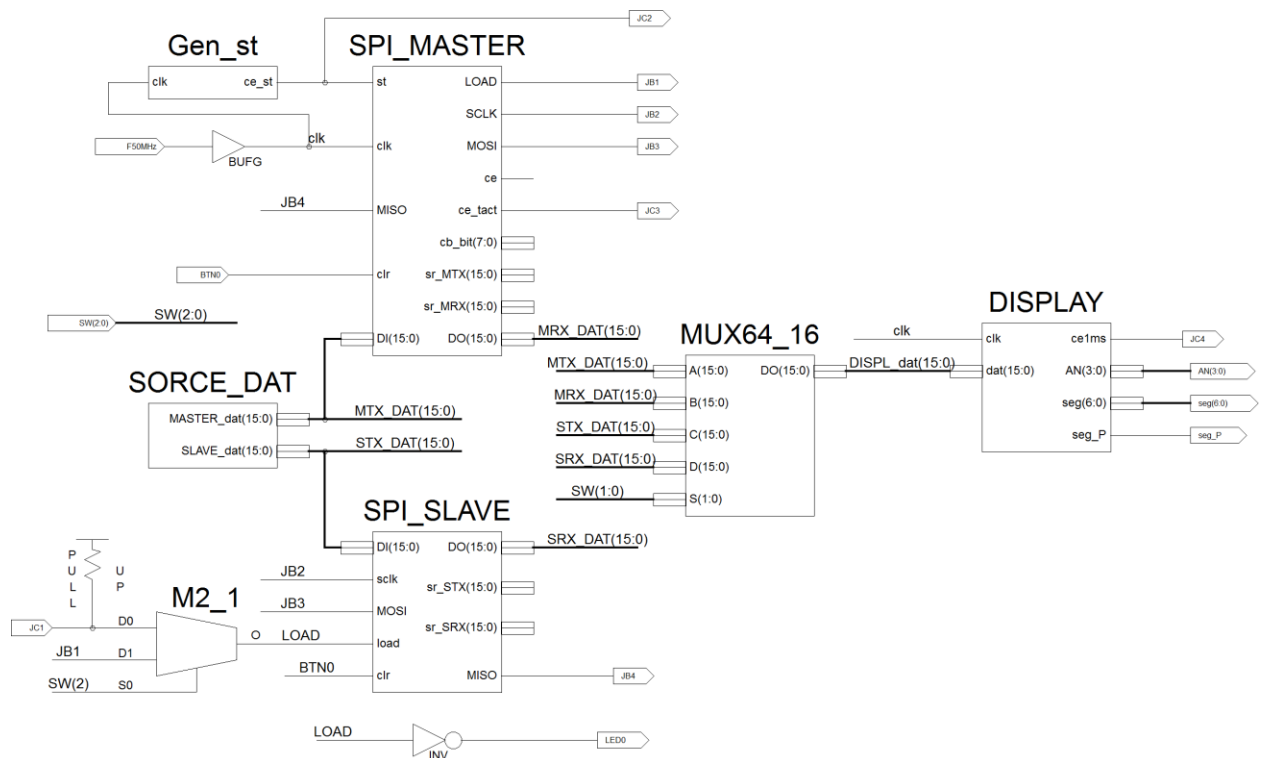 JC2
Gen_st
SPI_MASTER
clk
ce_st
st
LOAD
JB1
SCLK
JB2
F50MHz
BUFG
clk
clk
MOSI
JB3
ce
JB4
MISO
ce_tact
JC3
cb_bit(7:0)
BTN0
clr
sr_MTX(15:0)
sr_MRX(15:0)
SW(2:0)
SW(2:0)
DI(15:0)
DO(15:0)
MRX_DAT(15:0)
SORCE_DAT
MASTER_dat(15:0)
MTX_DAT(15:0)
SLAVE_dat(15:0)
STX_DAT(15:0)
MUX64_16
MTX_DAT(15:0)
A(15:0)
DO(15:0)
DISPL_dat(15:0)
MRX_DAT(15:0)
B(15:0)
STX_DAT(15:0)
C(15:0)
SRX_DAT(15:0)
D(15:0)
SW(1:0)
S(1:0)
DISPLAY
clk
clk
ce1ms
JC4
dat(15:0)
AN(3:0)
AN(3:0)
seg(6:0)
seg(6:0)
seg_P
seg_P
SPI_SLAVE
DI(15:0)
DO(15:0)
SRX_DAT(15:0)
JB2
sclk
sr_STX(15:0)
JB3
MOSI
sr_SRX(15:0)
LOAD
load
BTN0
clr
MISO
JB4
PULL
UP
M2_1
JC1
D0
O
JB1
D1
SW(2)
S0
LOAD
INV
LED0